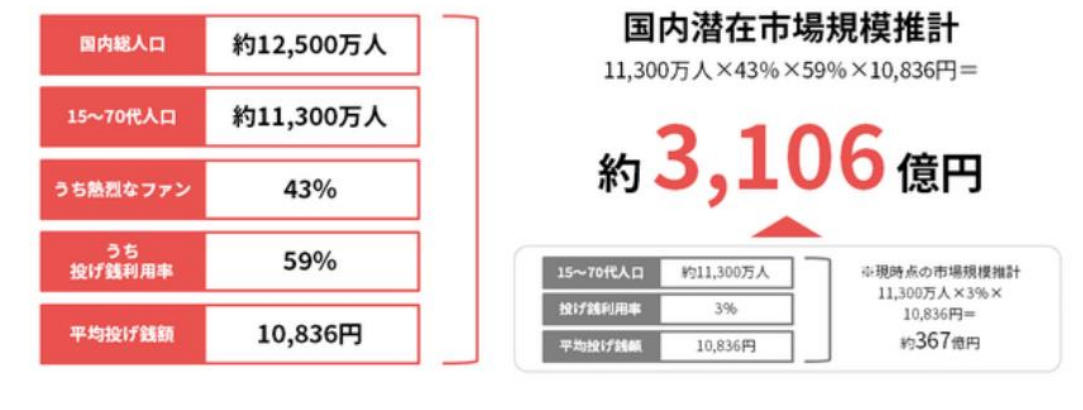 国内総人口
約12,500万人
15〜70代人口
約11,300万人
うち熱烈なファン
43%
うち
投げ銭利用率
59%
平均投げ銭額
10,836円
国内潜在市場規模推計
11,300万人×43%×59%×10,836円＝
約3,106億円
15〜70代人口
約11,300万人
投げ銭利用率
3%
平均投げ銭額
10,836円
※現時点の市場規模推計
11,300万人×3%×
10,836円＝
約367億円